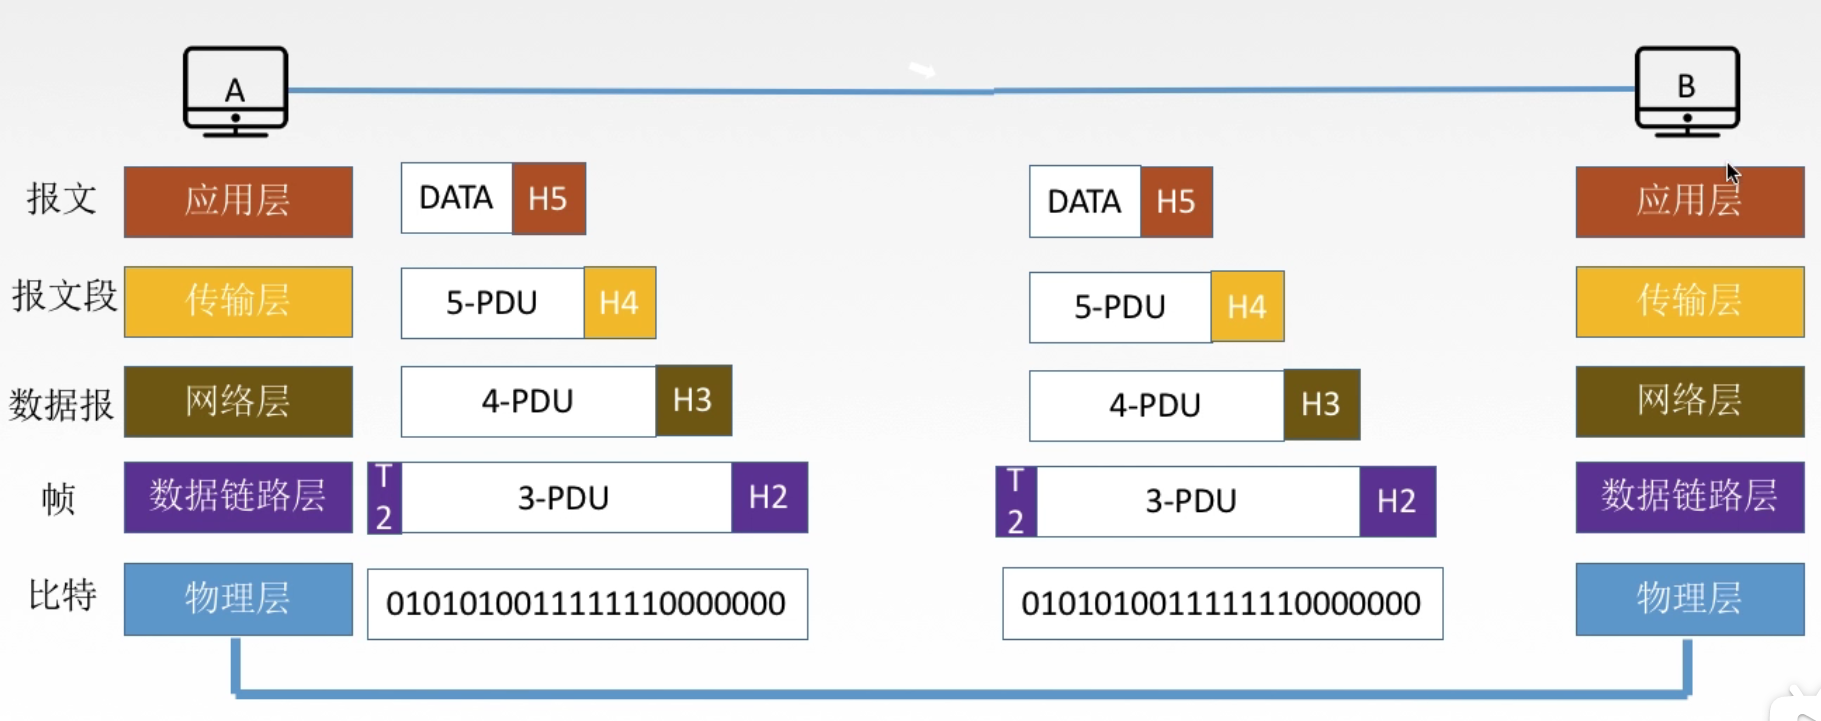 A
B
报文 应用层 DATA H5 DATA H5 应用层
报文段 传输层 5-PDU H4 5-PDU H4 传输层
数据报 网络层 4-PDU H3 4-PDU H3 网络层
帧 数据链路层 T2 3-PDU H2 T2 3-PDU H2 数据链路层
比特 物理层 0101010011111110000000 0101010011111110000000 物理层